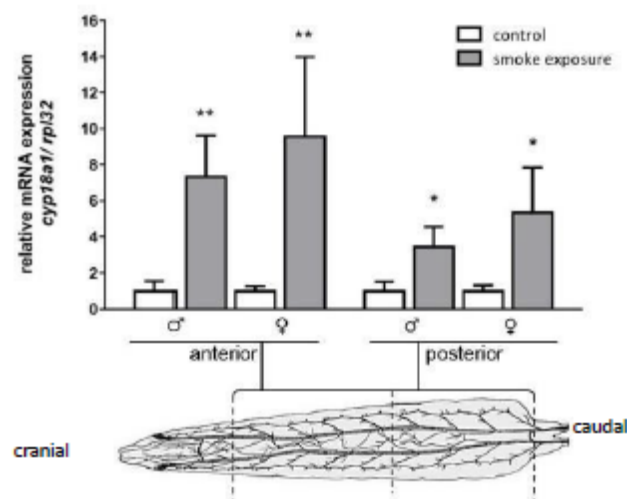 relative mRNA expression
cyp18a1/ rpl32
16
14
12
10
8
6
4
2
0
control
smoke exposure
**
**
*
*
♂ ♀ ♂ ♀
anterior posterior
cranial
caudal